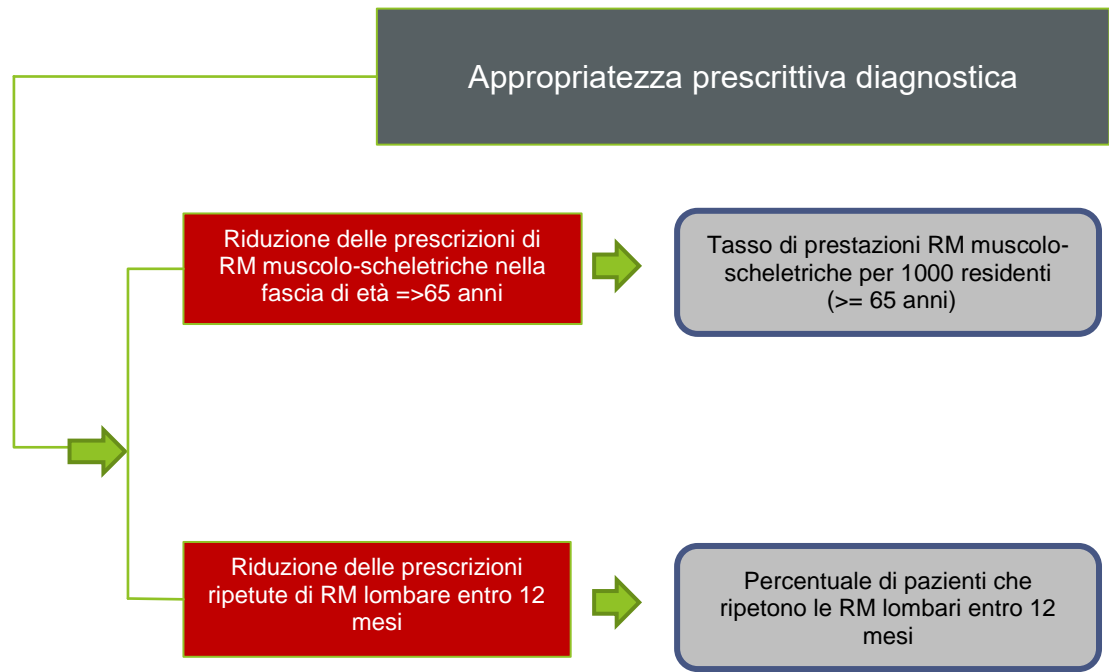 Appropriatezza prescrittiva diagnostica
Riduzione delle prescrizioni di
RM muscolo-scheletriche nella
fascia di età =>65 anni
Tasso di prestazioni RM muscolo-
scheletriche per 1000 residenti
(>= 65 anni)
Riduzione delle prescrizioni
ripetute di RM lombare entro 12
mesi
Percentuale di pazienti che
ripetono le RM lombari entro 12
mesi